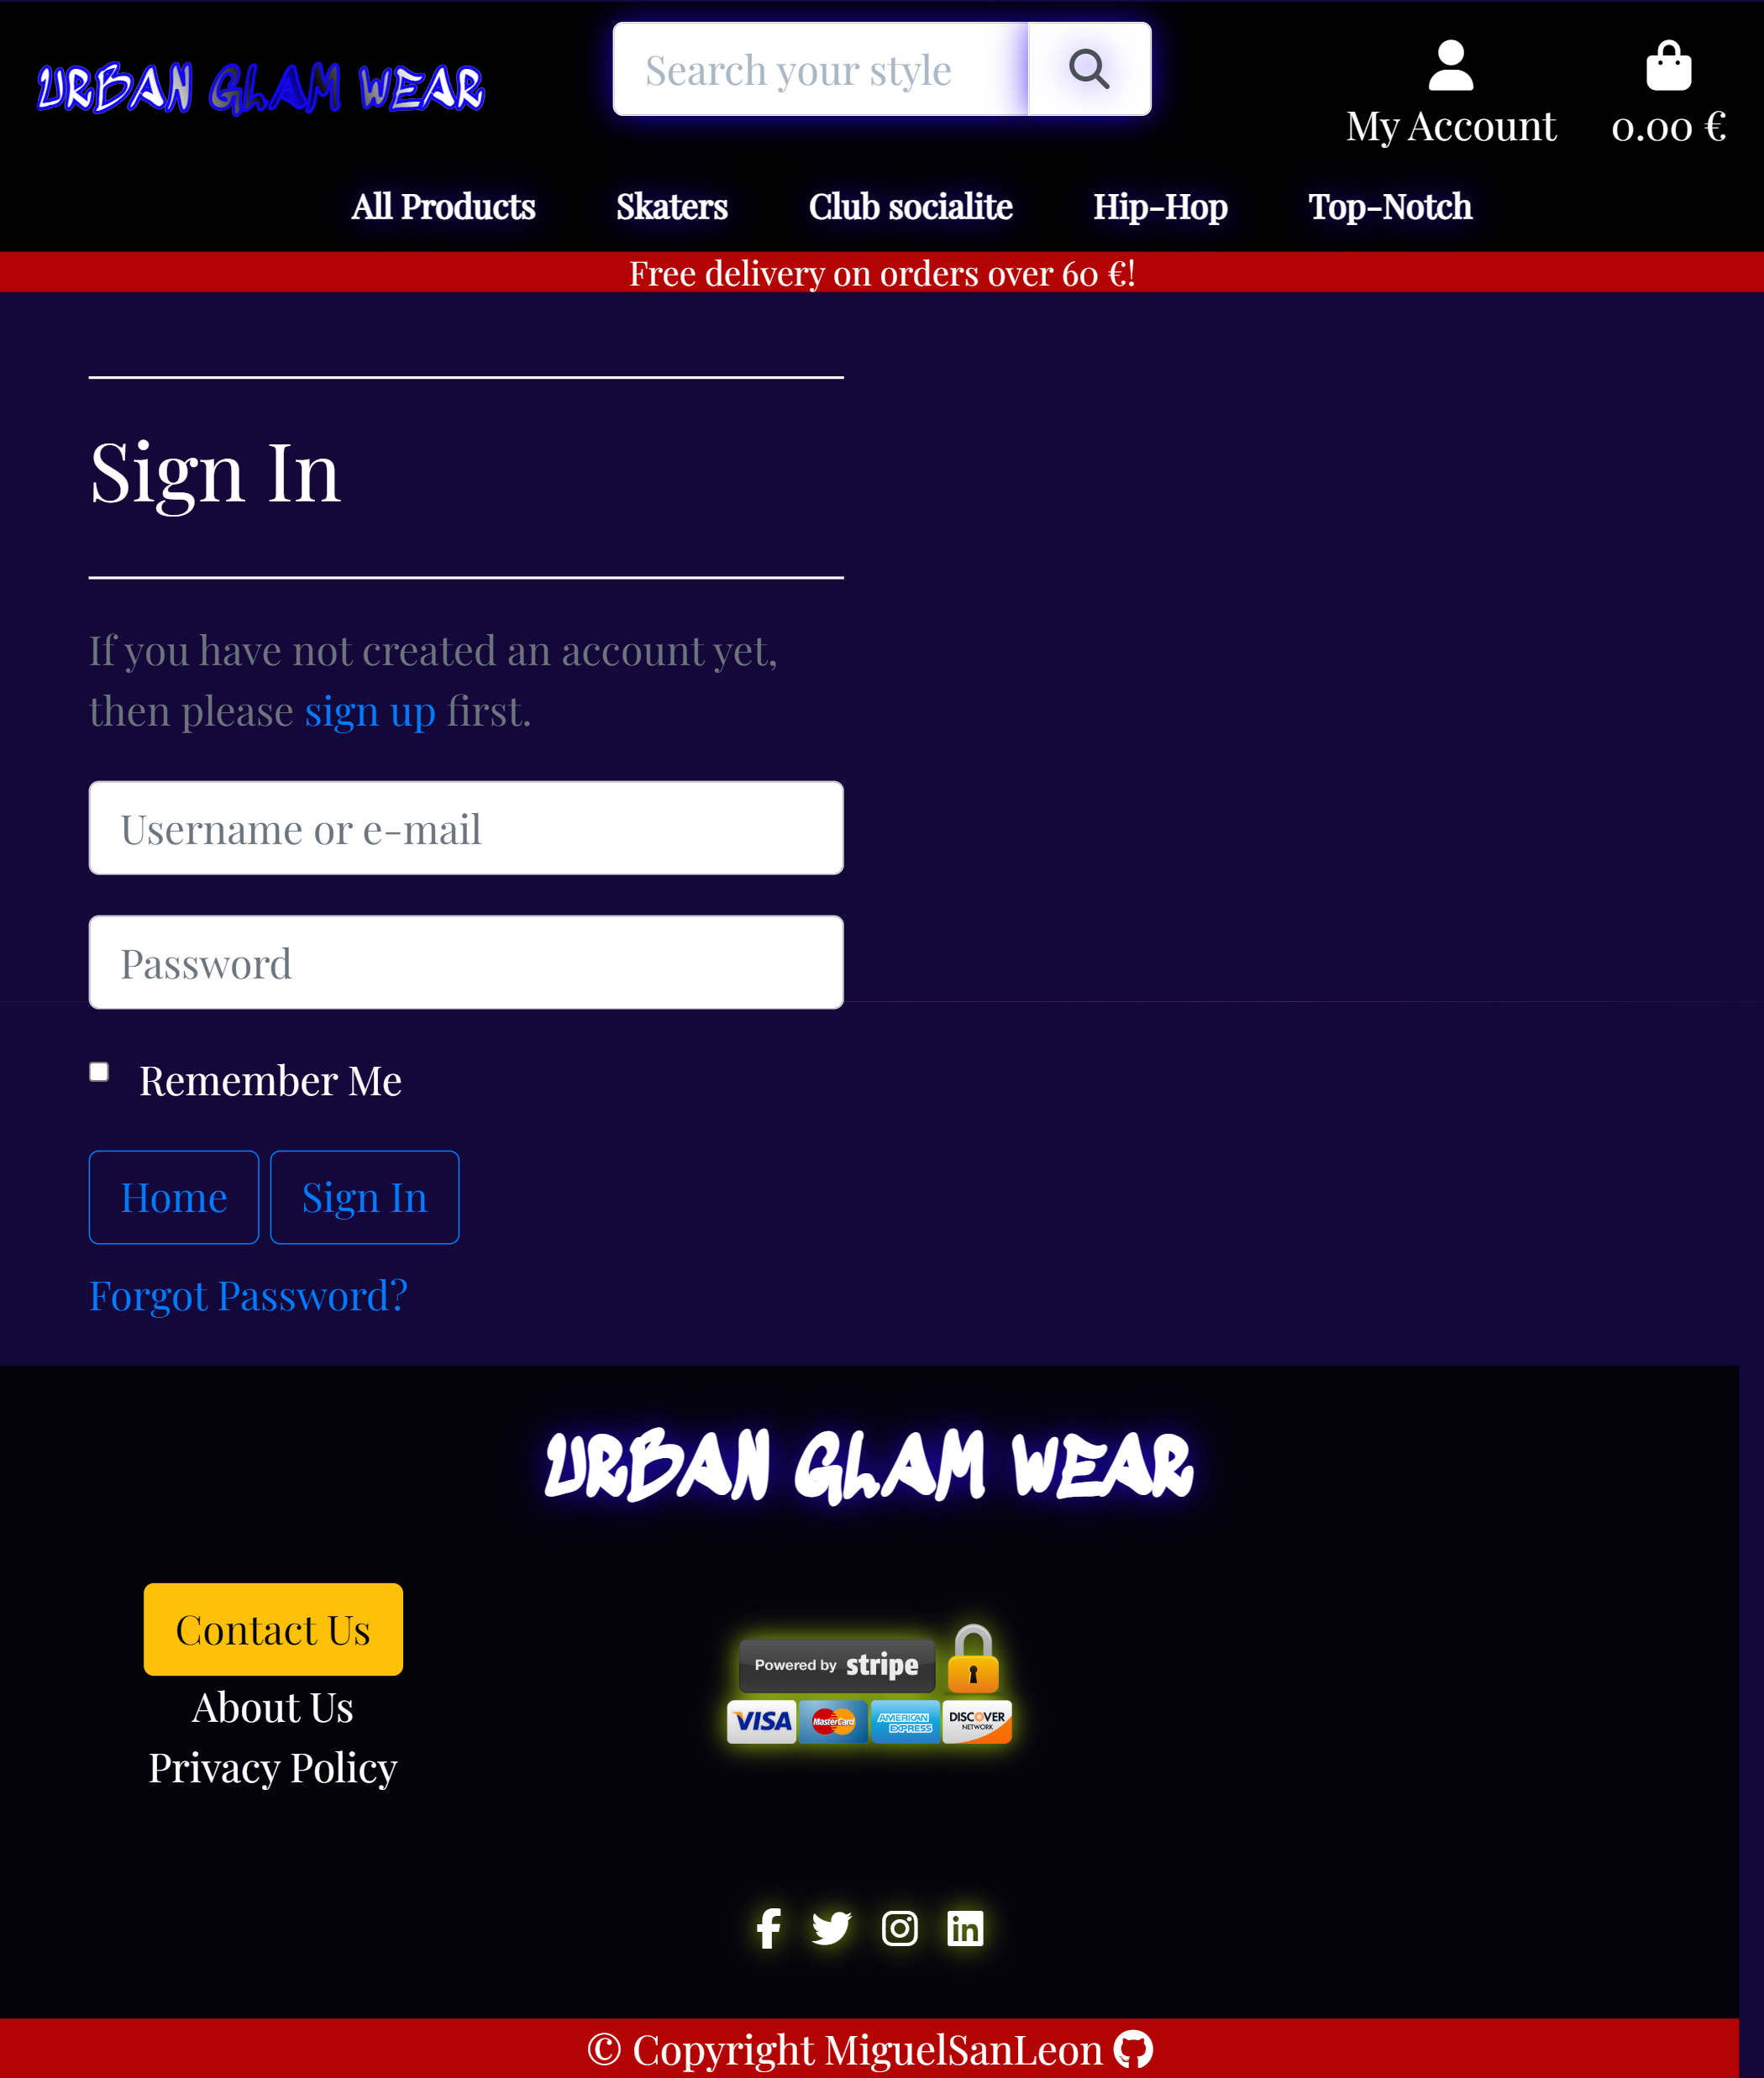 URBAN GLAM WEAR
Search your style
My Account
0.00 €
All Products
Skaters
Club socialite
Hip-Hop
Top-Notch
Free delivery on orders over 60 €!
Sign In
If you have not created an account yet,
then please sign up first.
Username or e-mail
Password
Remember Me
Home
Sign In
Forgot Password?
URBAN GLAM WEAR
Contact Us
About Us
Privacy Policy
Powered by stripe
VISA
MasterCard
AMERICAN EXPRESS
DISCOVER NETWORK
© Copyright MiguelSanLeon